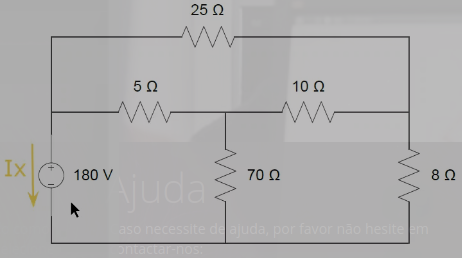 25 Ω
5 Ω
10 Ω
Ix
180 V
70 Ω
8 Ω
Ajuda
aso necessite de ajuda, por favor não hesite em
ontactar-nos: